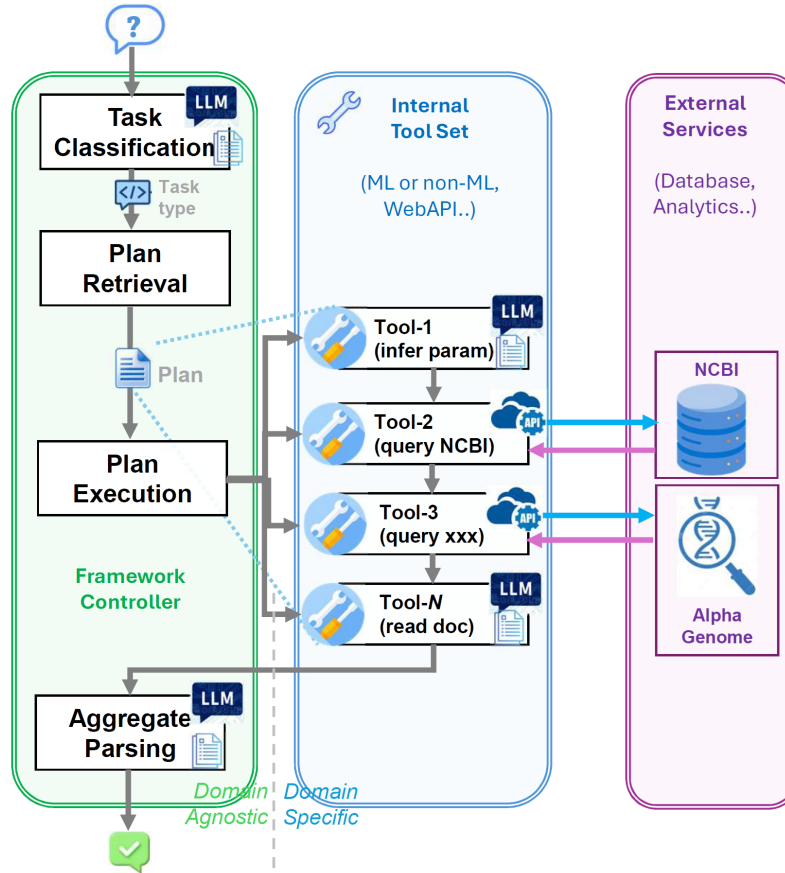 ?
LLM
Task
Classification
</>
Task
type
Plan
Retrieval
Plan
Plan
Execution
Framework
Controller
LLM
Aggregate
Parsing
Domain
Agnostic
Domain
Specific
Internal
Tool Set
(ML or non-ML,
WebAPI..)
LLM
Tool-1
(infer param)
API
Tool-2
(query NCBI)
API
Tool-3
(query xxx)
LLM
Tool-N
(read doc)
External
Services
(Database,
Analytics..)
NCBI
Alpha
Genome